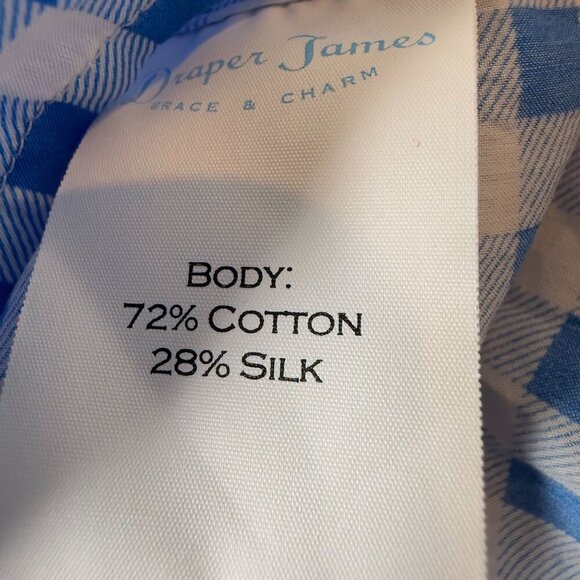 Draper James
GRACE & CHARM
BODY:
72% COTTON
28% SILK